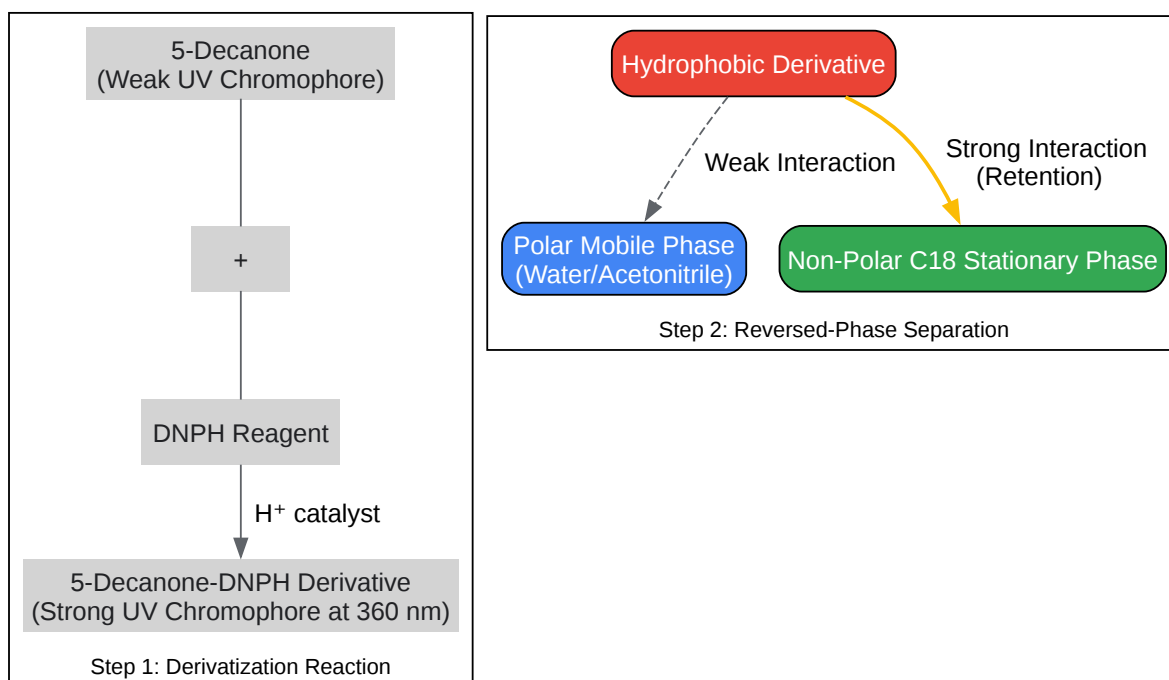 5-Decanone
(Weak UV Chromophore)
+
DNPH Reagent
H⁺ catalyst
5-Decanone-DNPH Derivative
(Strong UV Chromophore at 360 nm)
Step 1: Derivatization Reaction
Hydrophobic Derivative
Weak Interaction
Strong Interaction
(Retention)
Polar Mobile Phase
(Water/Acetonitrile)
Non-Polar C18 Stationary Phase
Step 2: Reversed-Phase Separation